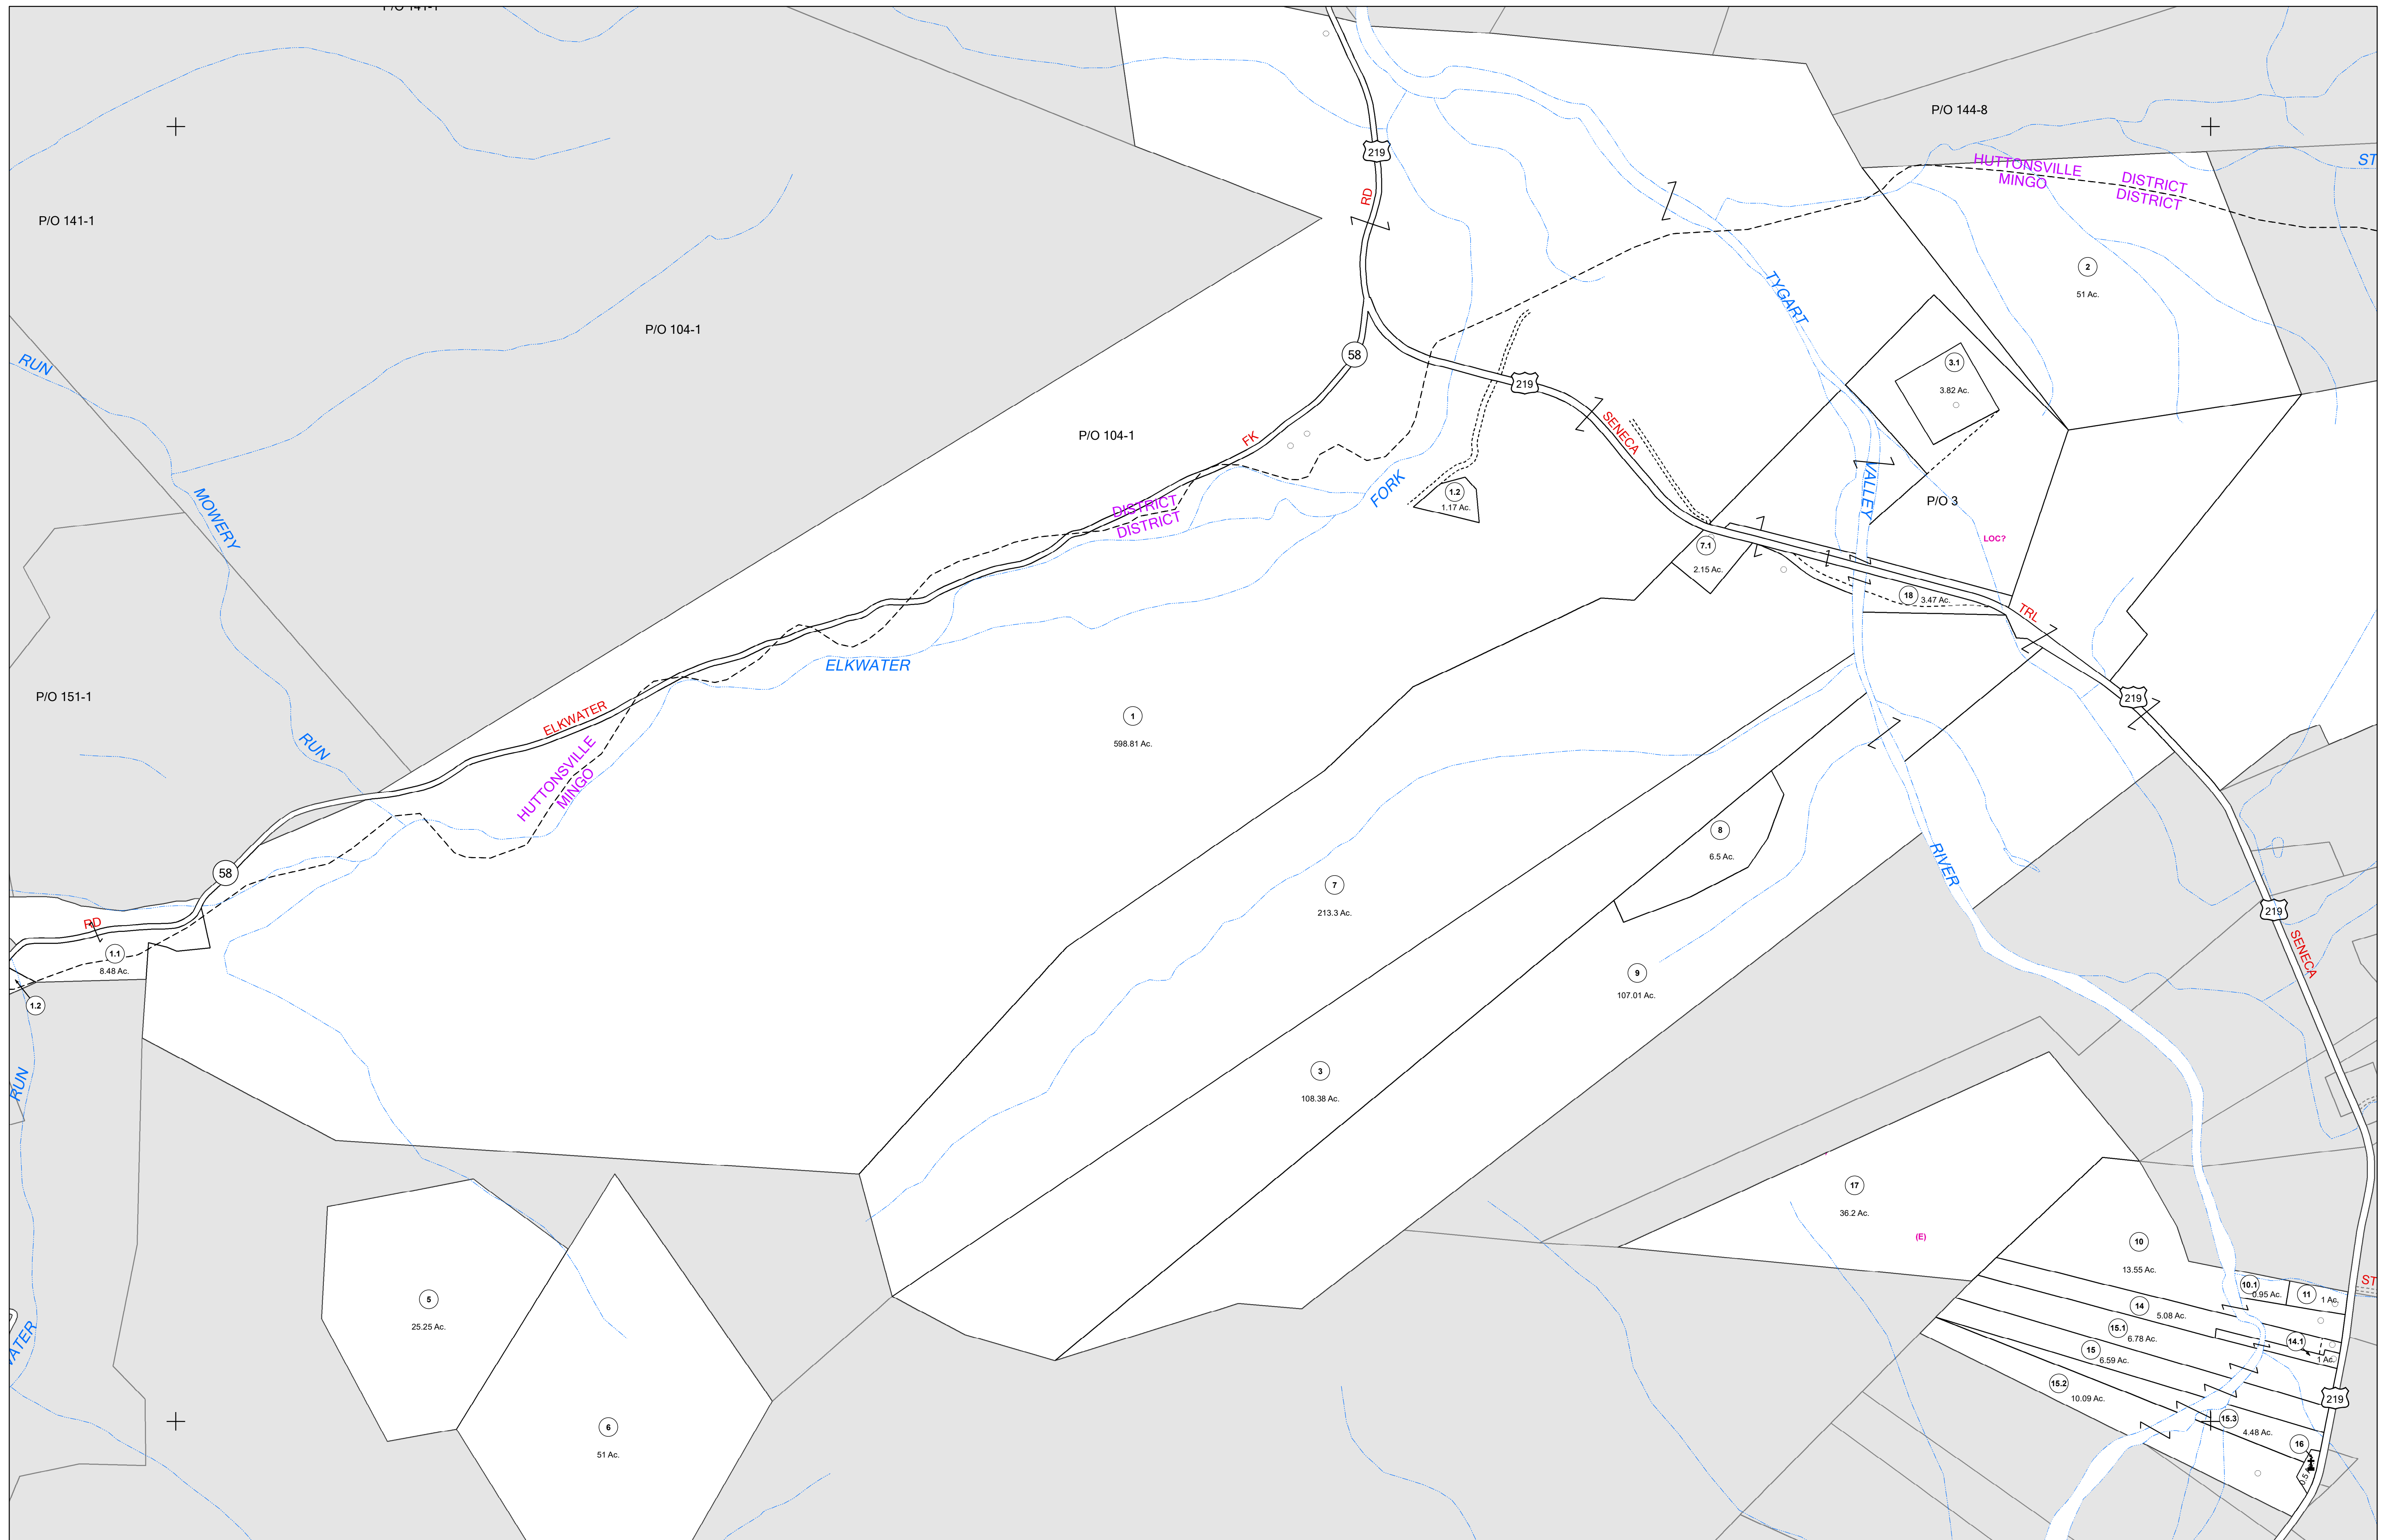 P/O 141-1
P/O 144-8
219
RD
HUTTONSVILLE DISTRICT
MINGO DISTRICT
ST
P/O 141-1
2
51 Ac.
TYGART
P/O 104-1
RUN
58
219
3.1
3.82 Ac.
SENECA
P/O 104-1
FK
VALLEY
FORK
1.2
1.17 Ac.
P/O 3
MOWERY
DISTRICT
DISTRICT
LOC?
7.1
2.15 Ac.
18
3.47 Ac.
TRL
ELKWATER
P/O 151-1
219
ELKWATER
1
598.81 Ac.
RUN
HUTTONSVILLE
MINGO
8
6.5 Ac.
RIVER
58
7
213.3 Ac.
219
RD
SENECA
1.1
8.48 Ac.
9
107.01 Ac.
1.2
RUN
3
108.38 Ac.
17
36.2 Ac.
(E)
10
13.55 Ac.
ST
10.1
0.95 Ac.
11
1 Ac.
5
25.25 Ac.
14
5.08 Ac.
15.1
6.78 Ac.
14.1
1 Ac.
15
6.59 Ac.
WATER
15.2
10.09 Ac.
219
15.3
4.48 Ac.
6
51 Ac.
16